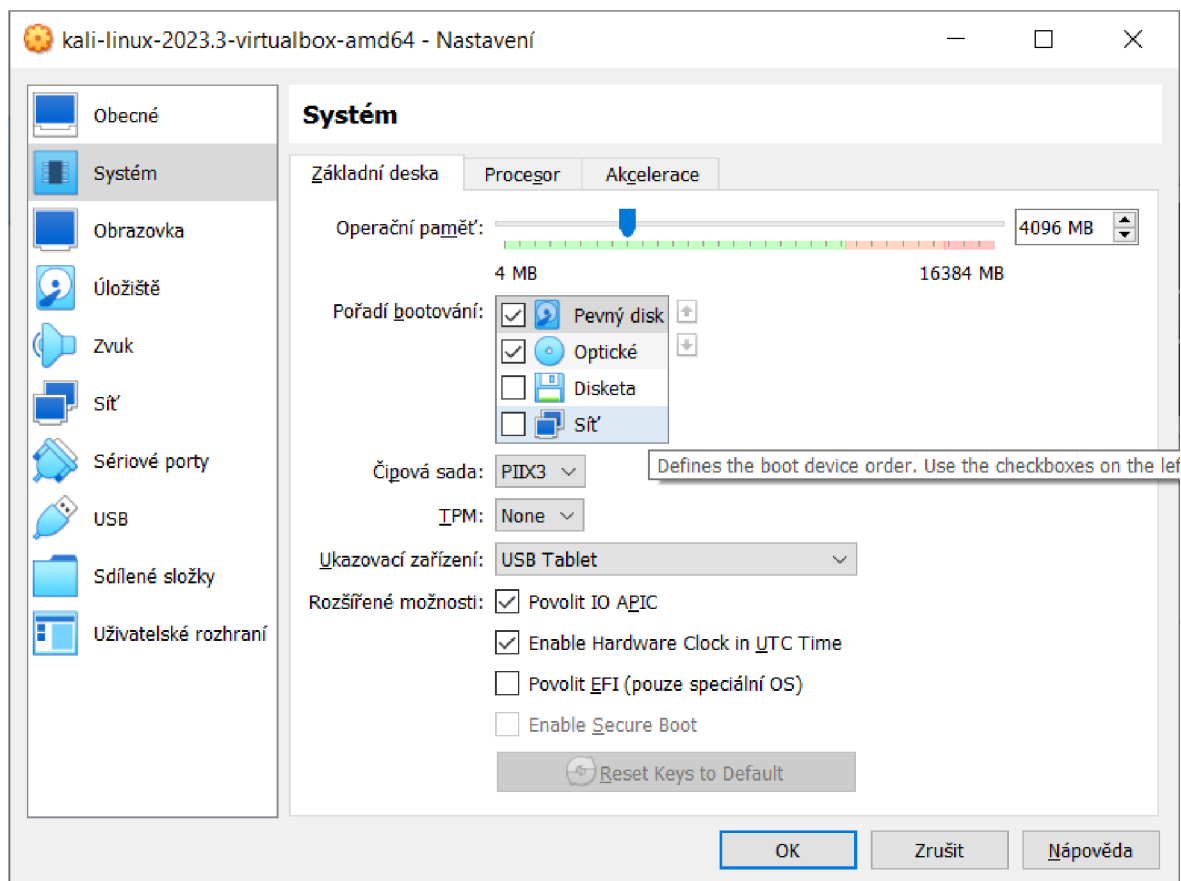 kali-linux-2023.3-virtualbox-amd64 - Nastavení
Obecné
Systém
Obrazovka
Úložiště
Zvuk
Síť
Sériové porty
USB
Sdílené složky
Uživatelské rozhraní
Systém
Základní deska Procesor Akcelerace
Operační paměť: 4096 MB
4 MB 16384 MB
Pořadí bootování: Pevný disk
Optické
Disketa
Síť
Defines the boot device order. Use the checkboxes on the lef
Čipová sada: PIIX3
TPM: None
Ukazovací zařízení: USB Tablet
Rozšířené možnosti: Povolit IO APIC
Enable Hardware Clock in UTC Time
Povolit EFI (pouze speciální OS)
Enable Secure Boot
Reset Keys to Default
OK Zrušit Nápověda